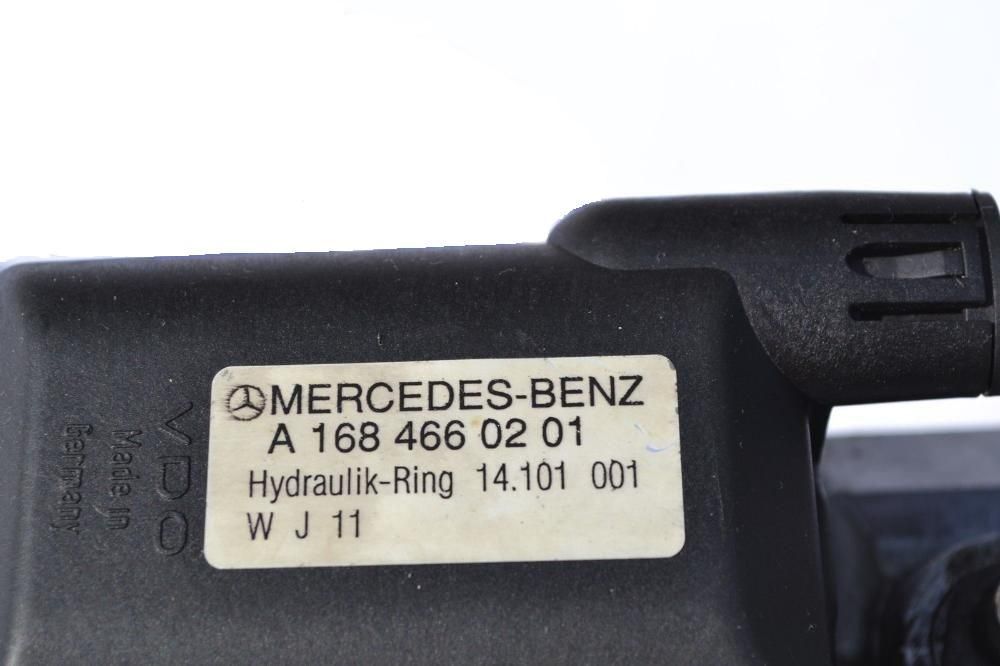 MERCEDES-BENZ
A 168 466 02 01
Hydraulik-Ring 14.101 001
W J 11
VDO
Made in
Germany